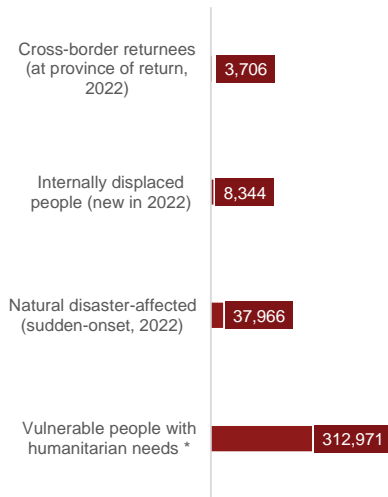 Cross-border returnees
(at province of return,
2022)
3,706
Internally displaced
people (new in 2022)
8,344
Natural disaster-affected
(sudden-onset, 2022)
37,966
Vulnerable people with
humanitarian needs *
312,971